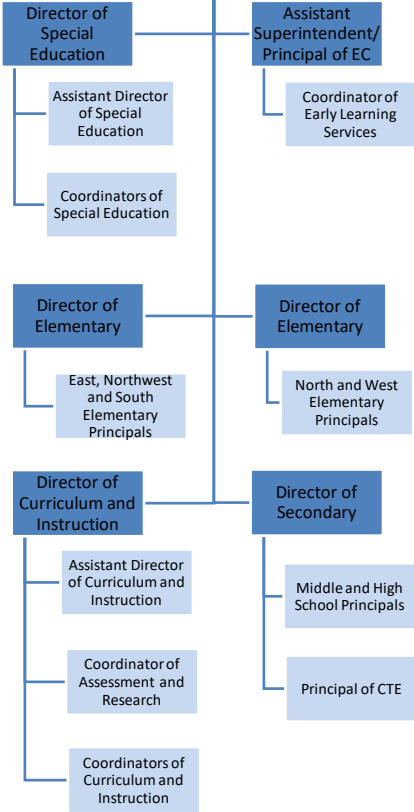 Director of
Special
Education
Assistant
Superintendent/
Principal of EC
Assistant Director
of Special
Education
Coordinator of
Early Learning
Services
Coordinators of
Special Education
Director of
Elementary
Director of
Elementary
East, Northwest
and South
Elementary
Principals
North and West
Elementary
Principals
Director of
Curriculum and
Instruction
Director of
Secondary
Assistant Director
of Curriculum and
Instruction
Middle and High
School Principals
Coordinator of
Assessment and
Research
Principal of CTE
Coordinators of
Curriculum and
Instruction